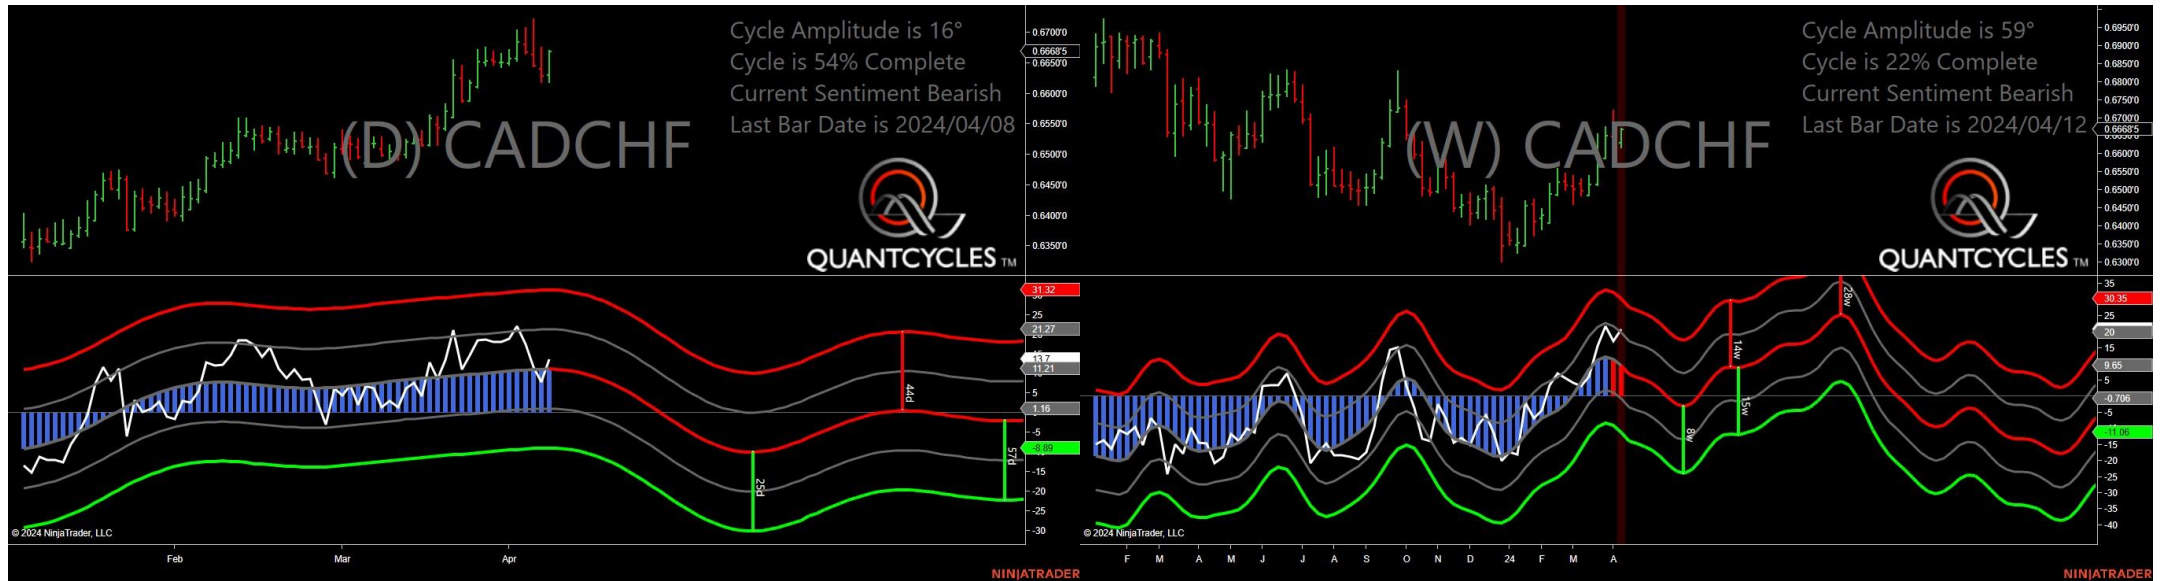 Cycle Amplitude is 16°
Cycle is 54% Complete
Current Sentiment Bearish
Last Bar Date is 2024/04/08
(D) CADCHF
QUANTCYCLES TM
0.6700'0
0.6668'5
0.6650'0
0.6600'0
0.6550'0
0.6500'0
0.6450'0
0.6400'0
0.6350'0
31.32
25
21.27
13.7
11.21
5
1.16
-5
-8.89
-15
-20
-25
-30
44d
25d
57d
© 2024 NinjaTrader, LLC
Feb Mar Apr
NINJATRADER
Cycle Amplitude is 59°
Cycle is 22% Complete
Current Sentiment Bearish
Last Bar Date is 2024/04/12
(W) CADCHF
QUANTCYCLES TM
0.6950'0
0.6900'0
0.6850'0
0.6800'0
0.6750'0
0.6700'0
0.6668'5
0.6600'0
0.6550'0
0.6500'0
0.6450'0
0.6400'0
0.6350'0
0.6300'0
35
30.35
25
20
15
9.65
5
-0.706
-5
-11.06
-15
-20
-25
-30
-35
-40
28w
14w
15w
8w
© 2024 NinjaTrader, LLC
F M A M J J A S O N D 24 F M A
NINJATRADER